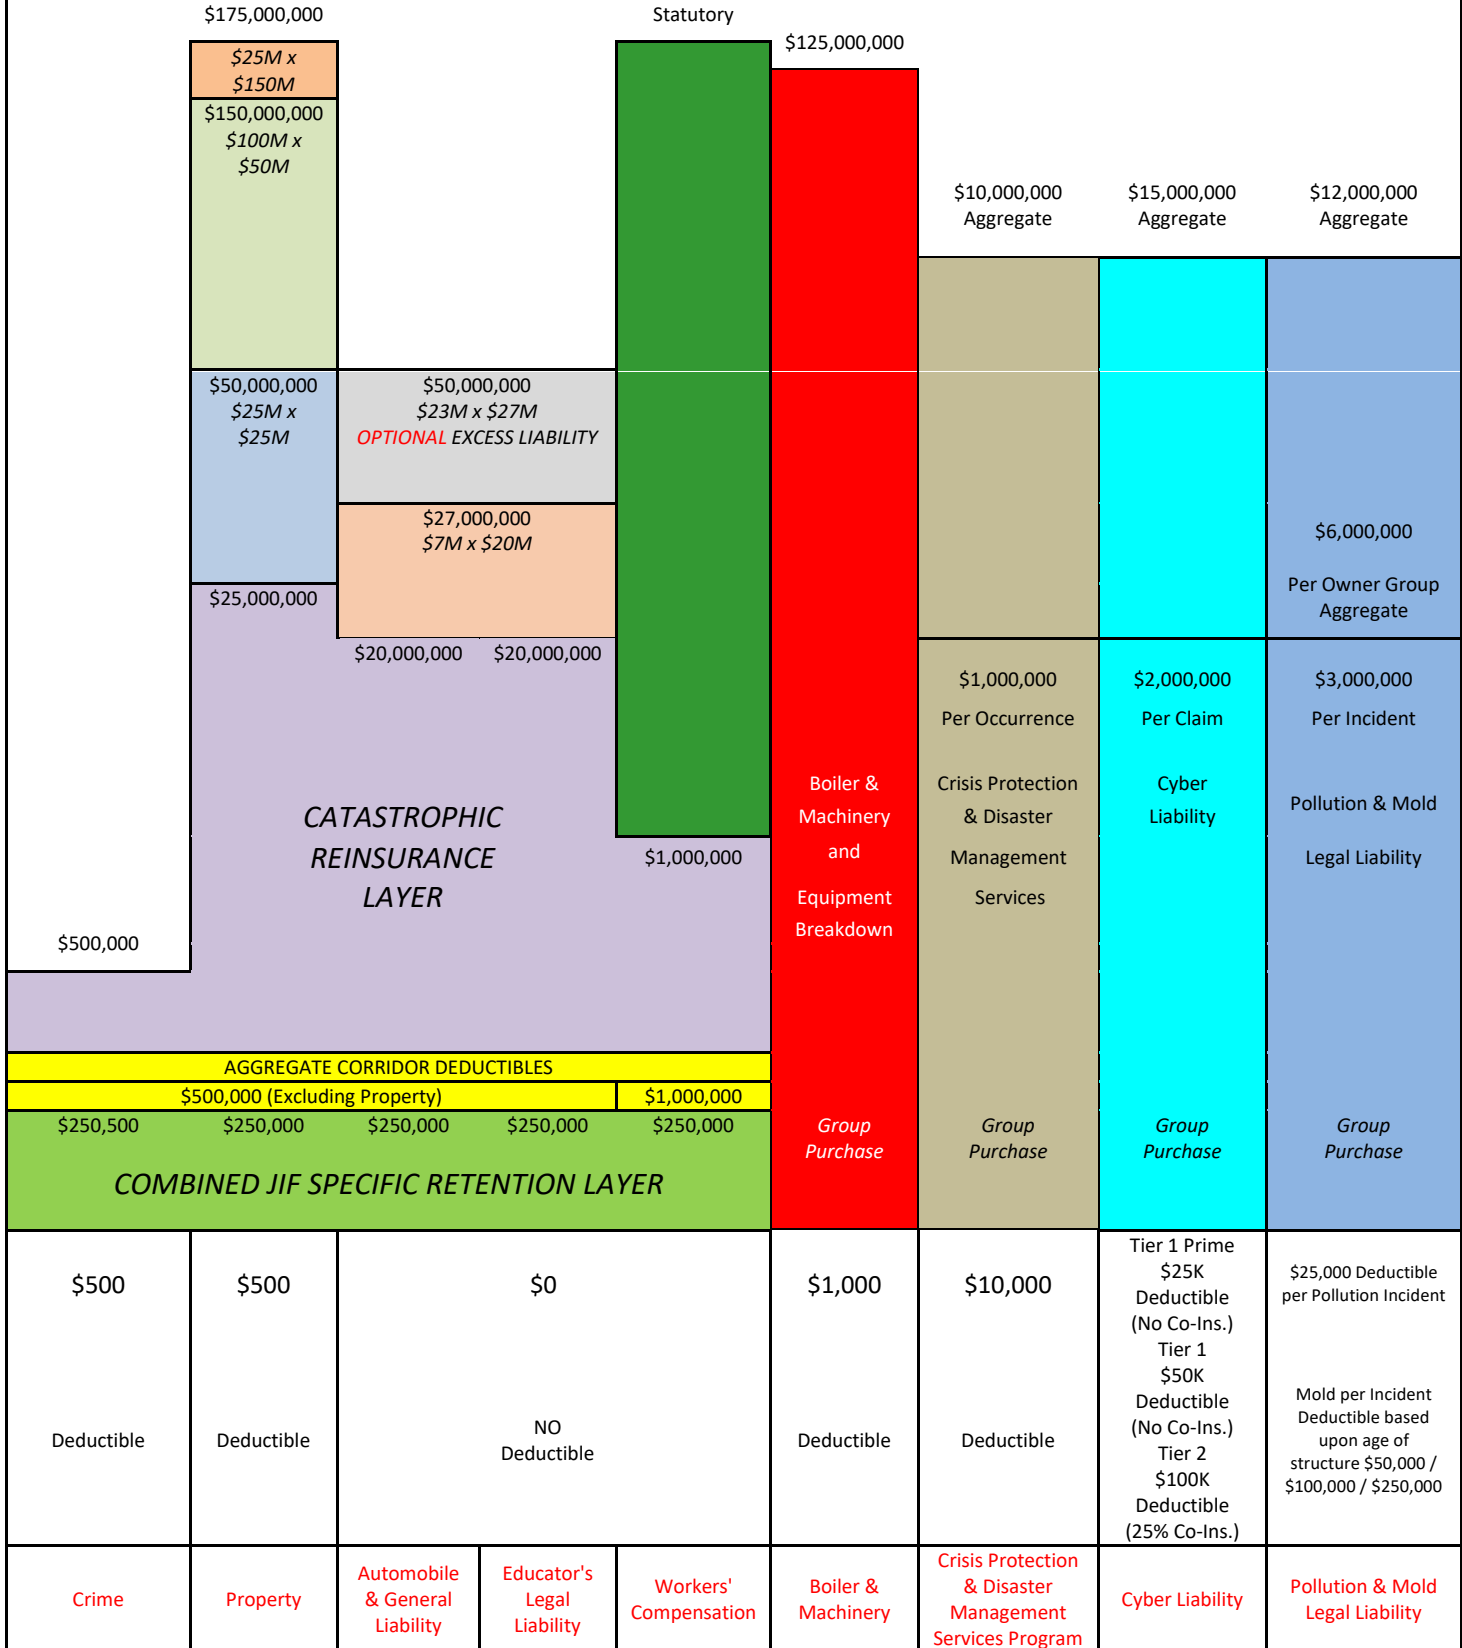 $175,000,000
Statutory
$125,000,000
$25M x
$150M
$150,000,000
$100M x
$50M
$10,000,000
Aggregate
$15,000,000
Aggregate
$12,000,000
Aggregate
$50,000,000
$25M x
$25M
$50,000,000
$23M x $27M
OPTIONAL EXCESS LIABILITY
$27,000,000
$7M x $20M
$6,000,000
Per Owner Group
Aggregate
$25,000,000
$20,000,000
$20,000,000
$1,000,000
Per Occurrence
$2,000,000
Per Claim
$3,000,000
Per Incident
CATASTROPHIC
REINSURANCE
LAYER
$1,000,000
Boiler &
Machinery
and
Equipment
Breakdown
Crisis Protection
& Disaster
Management
Services
Cyber
Liability
Pollution & Mold
Legal Liability
$500,000
AGGREGATE CORRIDOR DEDUCTIBLES
$500,000 (Excluding Property)
$1,000,000
$250,500
$250,000
$250,000
$250,000
$250,000
COMBINED JIF SPECIFIC RETENTION LAYER
Group
Purchase
Group
Purchase
Group
Purchase
Group
Purchase
$500
Deductible
$500
Deductible
$0
NO
Deductible
$1,000
Deductible
$10,000
Deductible
Tier 1 Prime
$25K
Deductible
(No Co-Ins.)
Tier 1
$50K
Deductible
(No Co-Ins.)
Tier 2
$100K
Deductible
(25% Co-Ins.)
$25,000 Deductible
per Pollution Incident
Mold per Incident
Deductible based
upon age of
structure $50,000 /
$100,000 / $250,000
Crime
Property
Automobile
& General
Liability
Educator's
Legal
Liability
Workers'
Compensation
Boiler &
Machinery
Crisis Protection
& Disaster
Management
Services Program
Cyber Liability
Pollution & Mold
Legal Liability